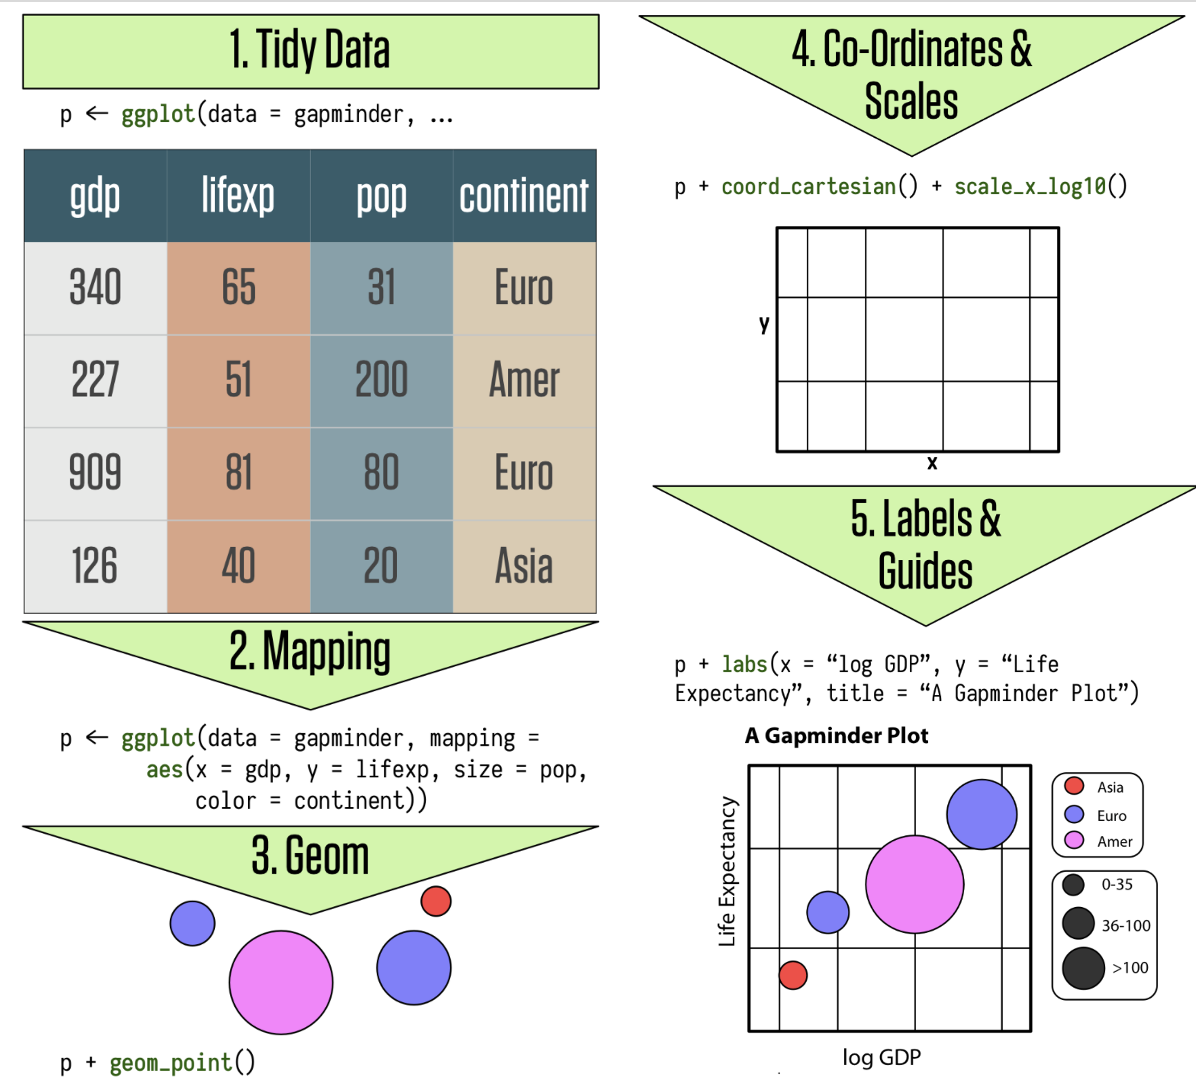 1. Tidy Data
p ← ggplot(data = gapminder, …
gdp lifexp pop continent
340 65 31 Euro
227 51 200 Amer
909 81 80 Euro
126 40 20 Asia
2. Mapping
p ← ggplot(data = gapminder, mapping =
aes(x = gdp, y = lifexp, size = pop,
color = continent))
3. Geom
p + geom_point()
4. Co-Ordinates &
Scales
p + coord_cartesian() + scale_x_log10()
y
x
5. Labels &
Guides
p + labs(x = “log GDP”, y = “Life
Expectancy”, title = “A Gapminder Plot”)
A Gapminder Plot
Life Expectancy
log GDP
Asia
Euro
Amer
0-35
36-100
>100